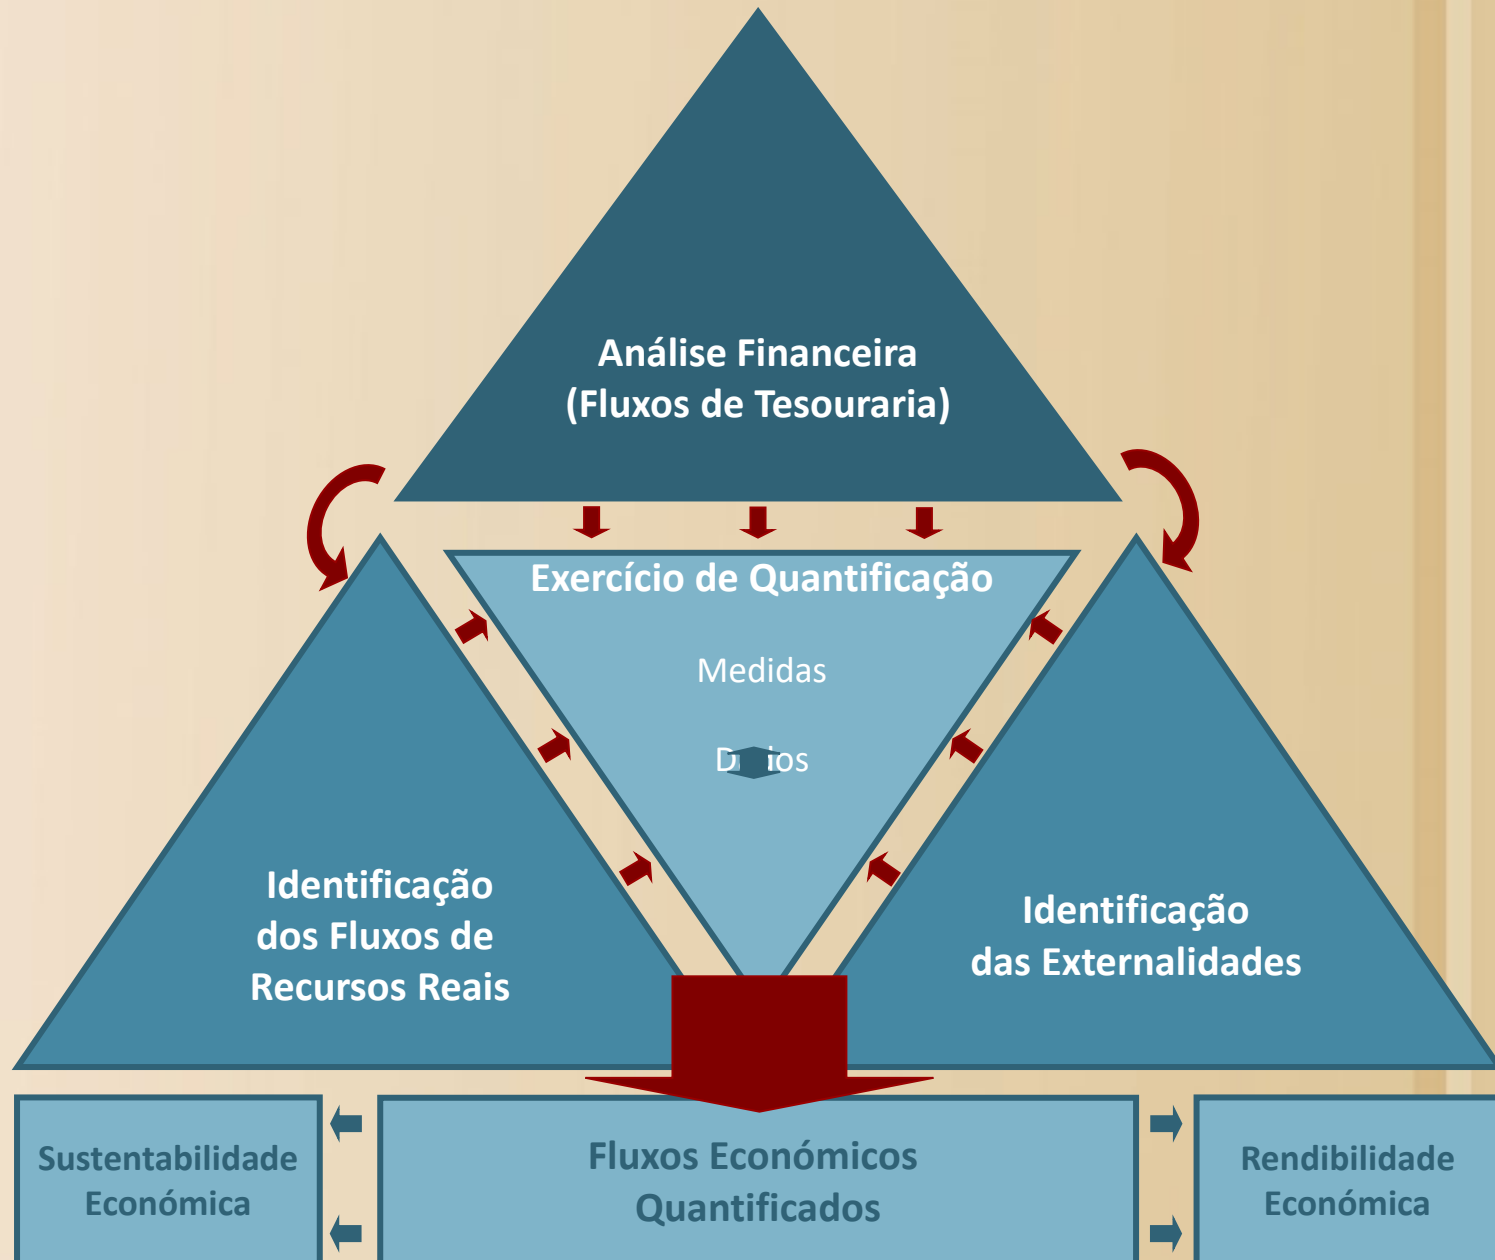 Análise Financeira
(Fluxos de Tesouraria)
Exercício de Quantificação
Medidas
Dados
Identificação
dos Fluxos de
Recursos Reais
Identificação
das Externalidades
Sustentabilidade
Económica
Fluxos Económicos
Quantificados
Rendibilidade
Económica